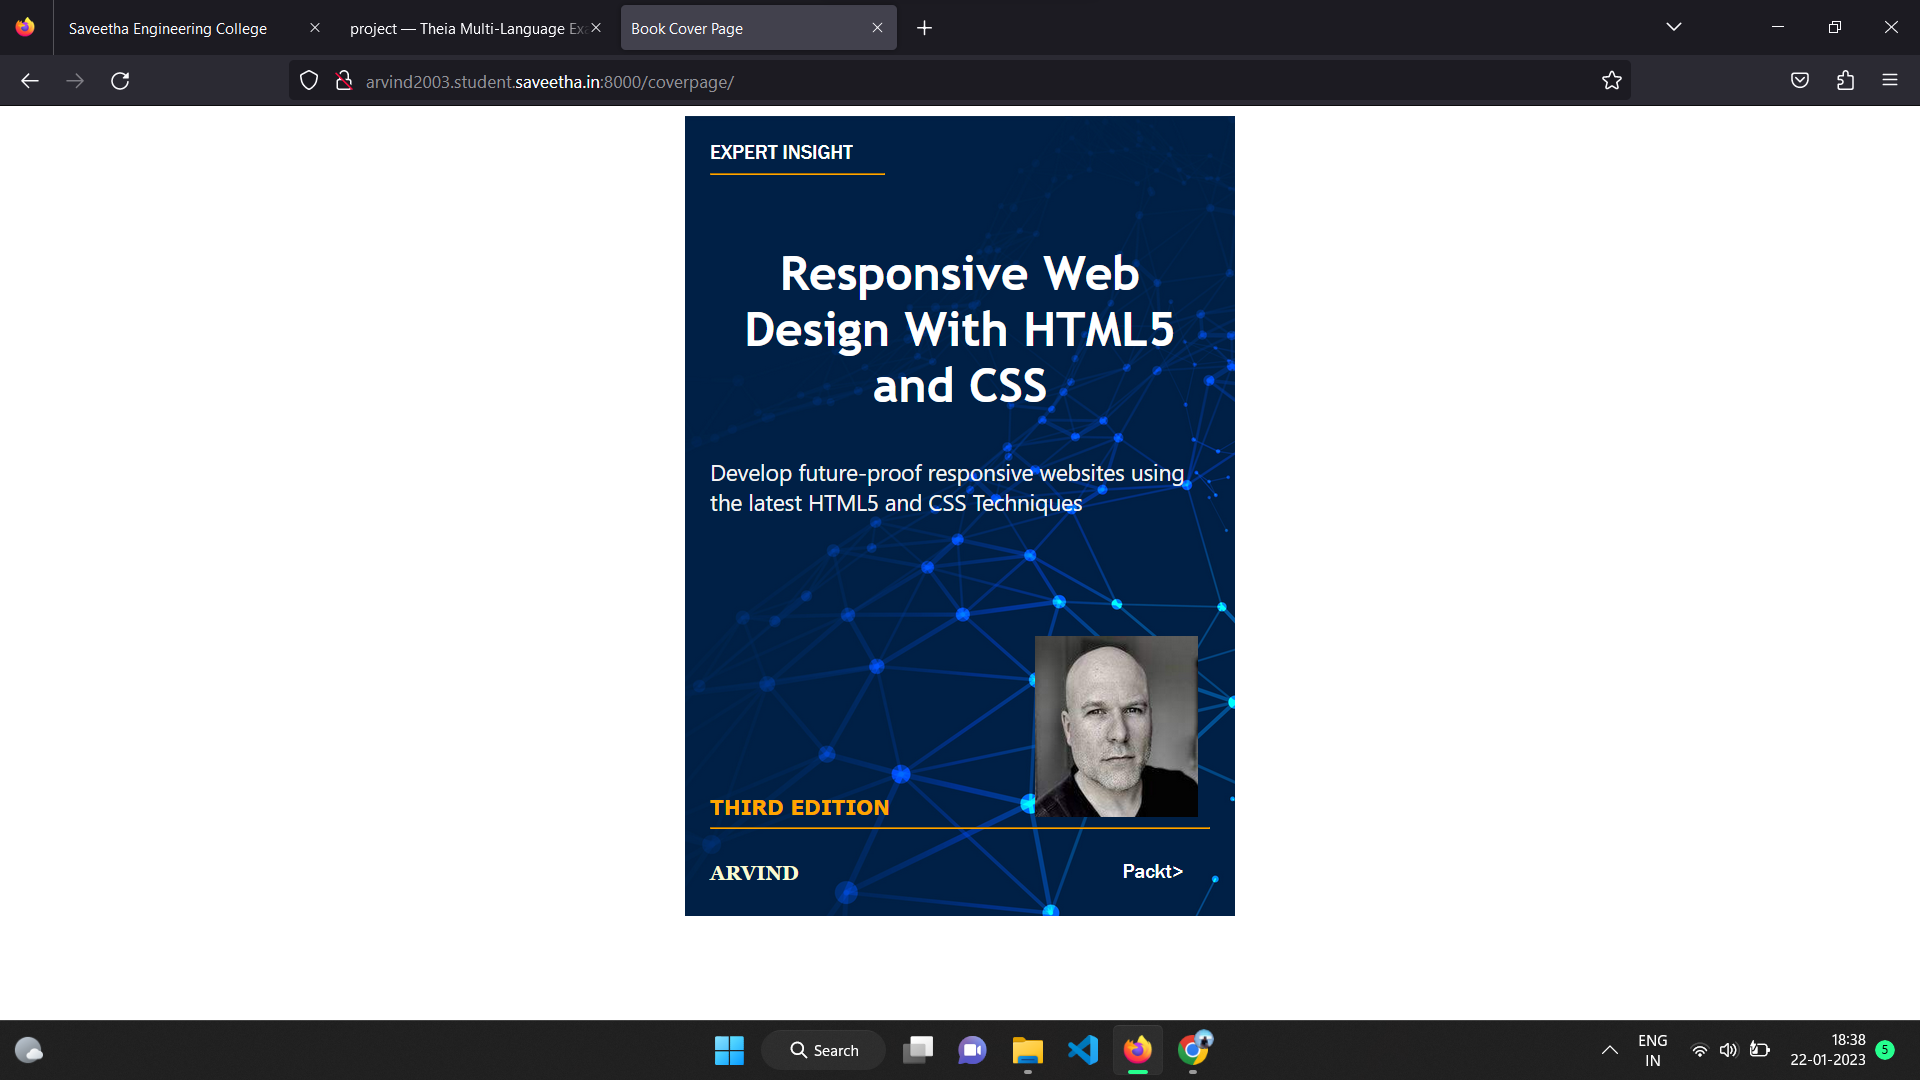 Saveetha Engineering College
project — Theia Multi-Language Ex
Book Cover Page
arvind2003.student.saveetha.in:8000/coverpage/
EXPERT INSIGHT
Responsive Web
Design With HTML5
and CSS
Develop future-proof responsive websites using
the latest HTML5 and CSS Techniques
THIRD EDITION
ARVIND
Packt>
Search
ENG
IN
18:38
22-01-2023
5